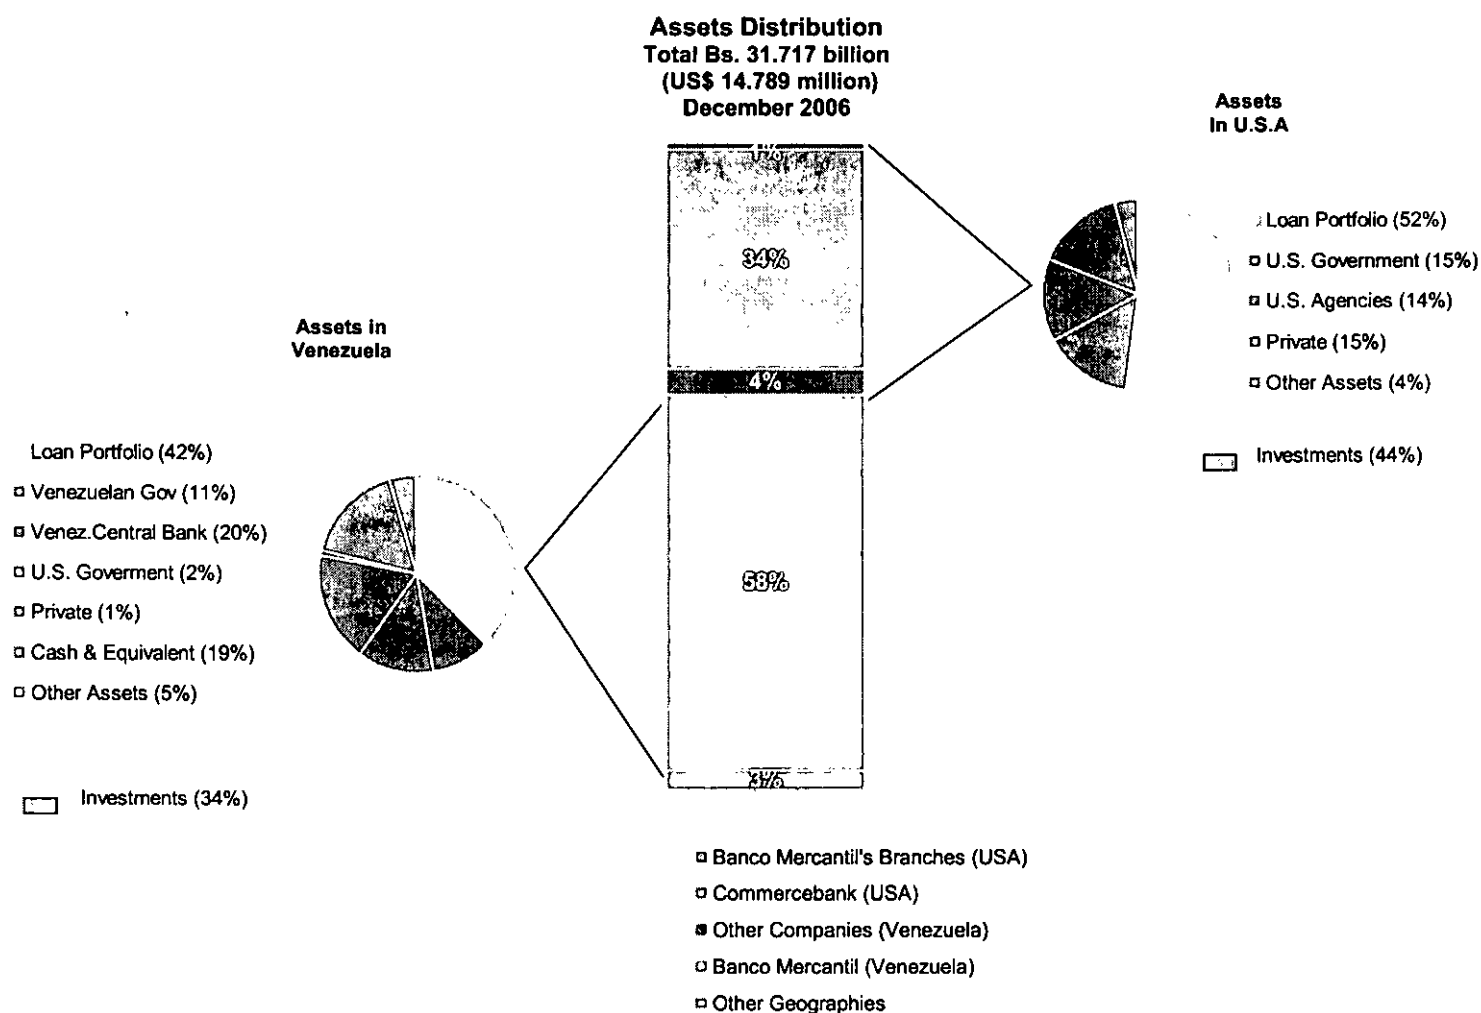 Assets Distribution
Total Bs. 31.717 billion
(US$ 14.789 million)
December 2006
Assets
In U.S.A
1%
34%
4%
58%
3%
Loan Portfolio (52%)
U.S. Government (15%)
U.S. Agencies (14%)
Private (15%)
Other Assets (4%)
Investments (44%)
Assets in
Venezuela
Loan Portfolio (42%)
Venezuelan Gov (11%)
Venez.Central Bank (20%)
U.S. Goverment (2%)
Private (1%)
Cash & Equivalent (19%)
Other Assets (5%)
Investments (34%)
Banco Mercantil's Branches (USA)
Commercebank (USA)
Other Companies (Venezuela)
Banco Mercantil (Venezuela)
Other Geographies